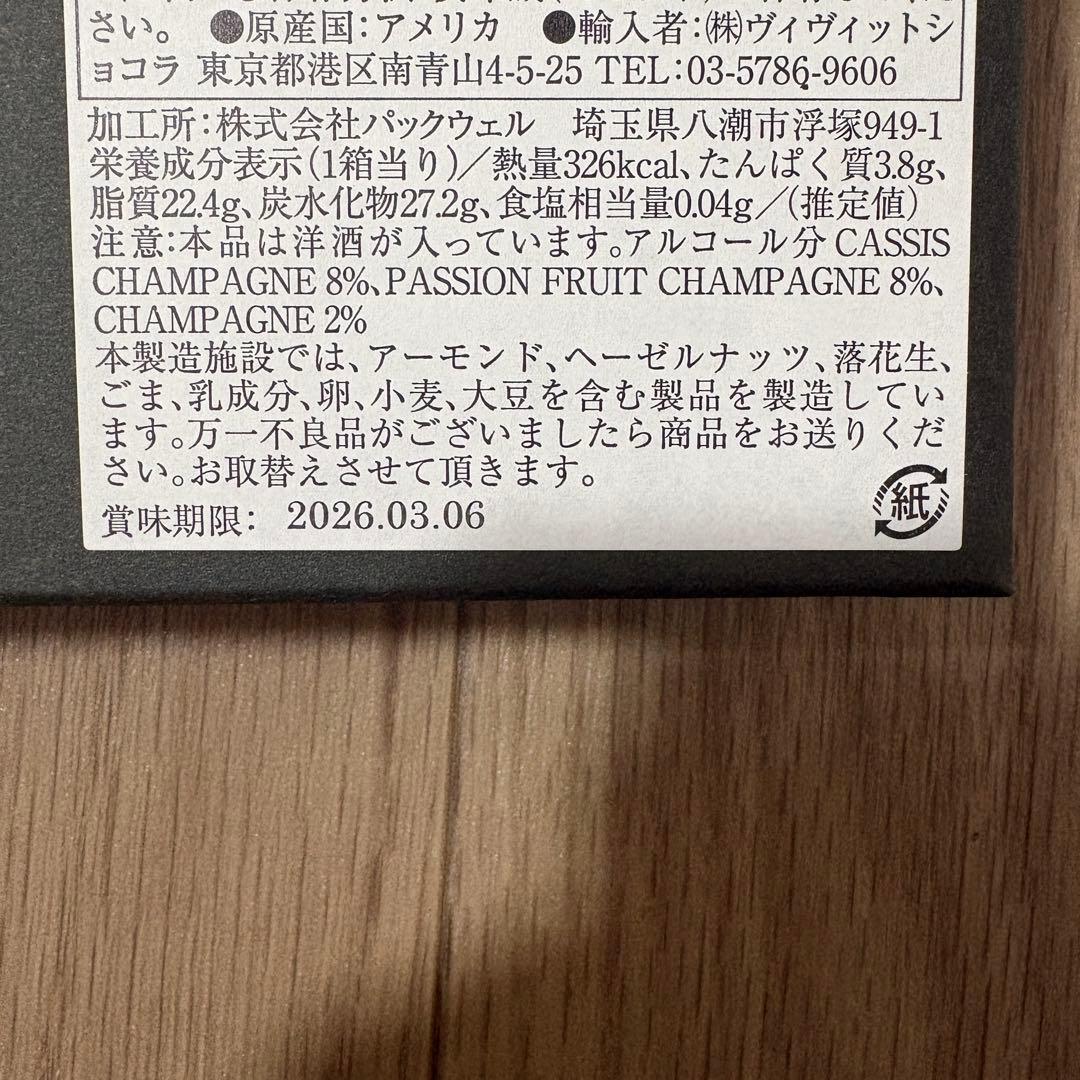 さい。 ●原産国:アメリカ ●輸入者:㈱ヴィヴィットシ
ョコラ 東京都港区南青山4-5-25 TEL:03-5786-9606
加工所:株式会社パックウェル 埼玉県八潮市浮塚949-1
栄養成分表示(1箱当り)/熱量326kcal、たんぱく質3.8g、
脂質22.4g、炭水化物27.2g、食塩相当量0.04g/(推定値)
注意:本品は洋酒が入っています。アルコール分 CASSIS
CHAMPAGNE 8%、PASSION FRUIT CHAMPAGNE 8%、
CHAMPAGNE 2%
本製造施設では、アーモンド、ヘーゼルナッツ、落花生、
ごま、乳成分、卵、小麦、大豆を含む製品を製造してい
ます。万一不良品がございましたら商品をお送りくだ
さい。お取替えさせて頂きます。
賞味期限: 2026.03.06
紙